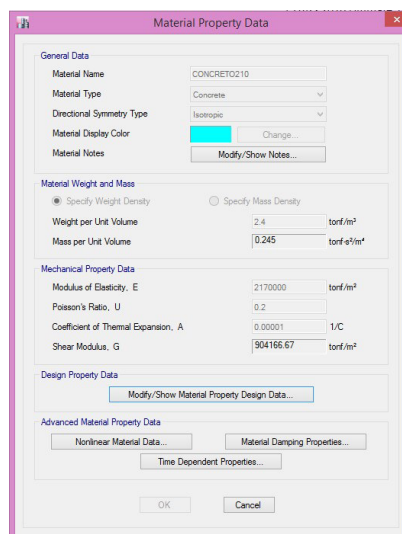 Material Property Data
General Data
Material Name CONCRETO210
Material Type Concrete
Directional Symmetry Type Isotropic
Material Display Color Change...
Material Notes Modify/Show Notes...
Material Weight and Mass
Specify Weight Density Specify Mass Density
Weight per Unit Volume 2.4 tonf/m³
Mass per Unit Volume 0.245 tonf-s²/m⁴
Mechanical Property Data
Modulus of Elasticity, E 2170000 tonf/m²
Poisson's Ratio, U 0.2
Coefficient of Thermal Expansion, A 0.00001 1/C
Shear Modulus, G 904166.67 tonf/m²
Design Property Data
Modify/Show Material Property Design Data...
Advanced Material Property Data
Nonlinear Material Data... Material Damping Properties...
Time Dependent Properties...
OK Cancel